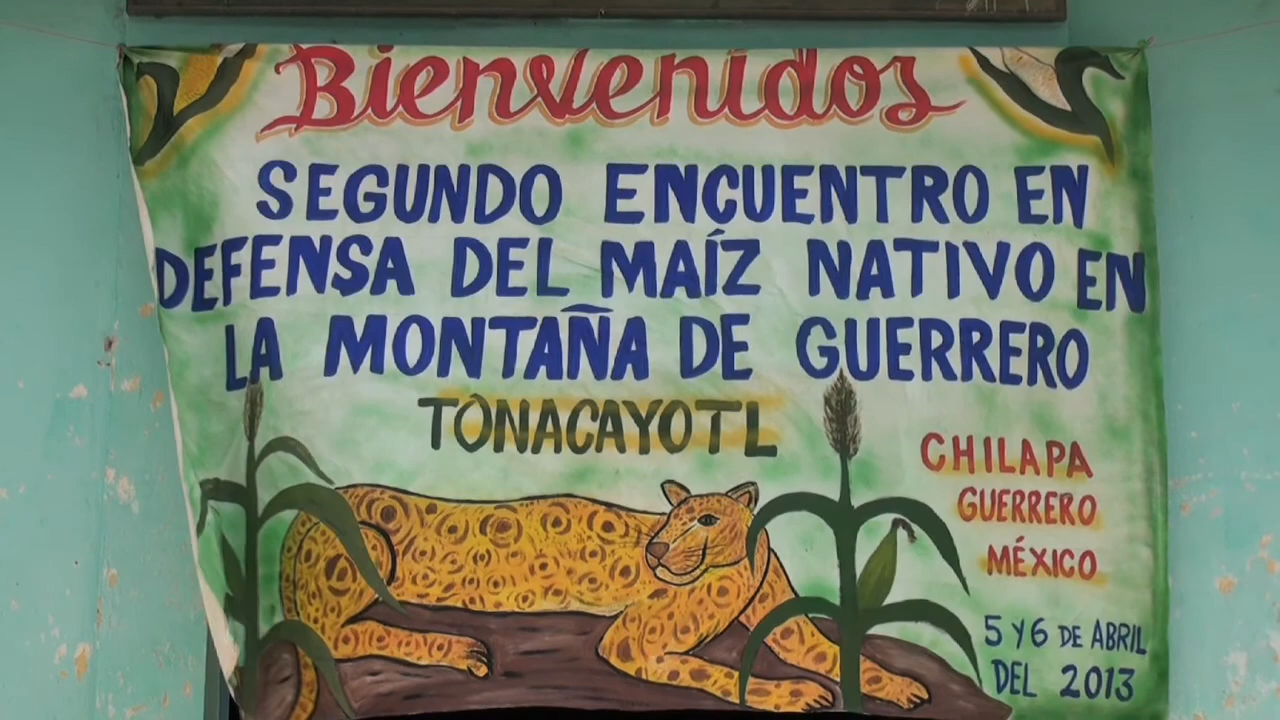 Bienvenidos
SEGUNDO ENCUENTRO EN
DEFENSA DEL MAÍZ NATIVO EN
LA MONTAÑA DE GUERRERO
TONACAYOTL
CHILAPA
GUERRERO
MÉXICO
5 Y 6 DE ABRIL
DEL 2013